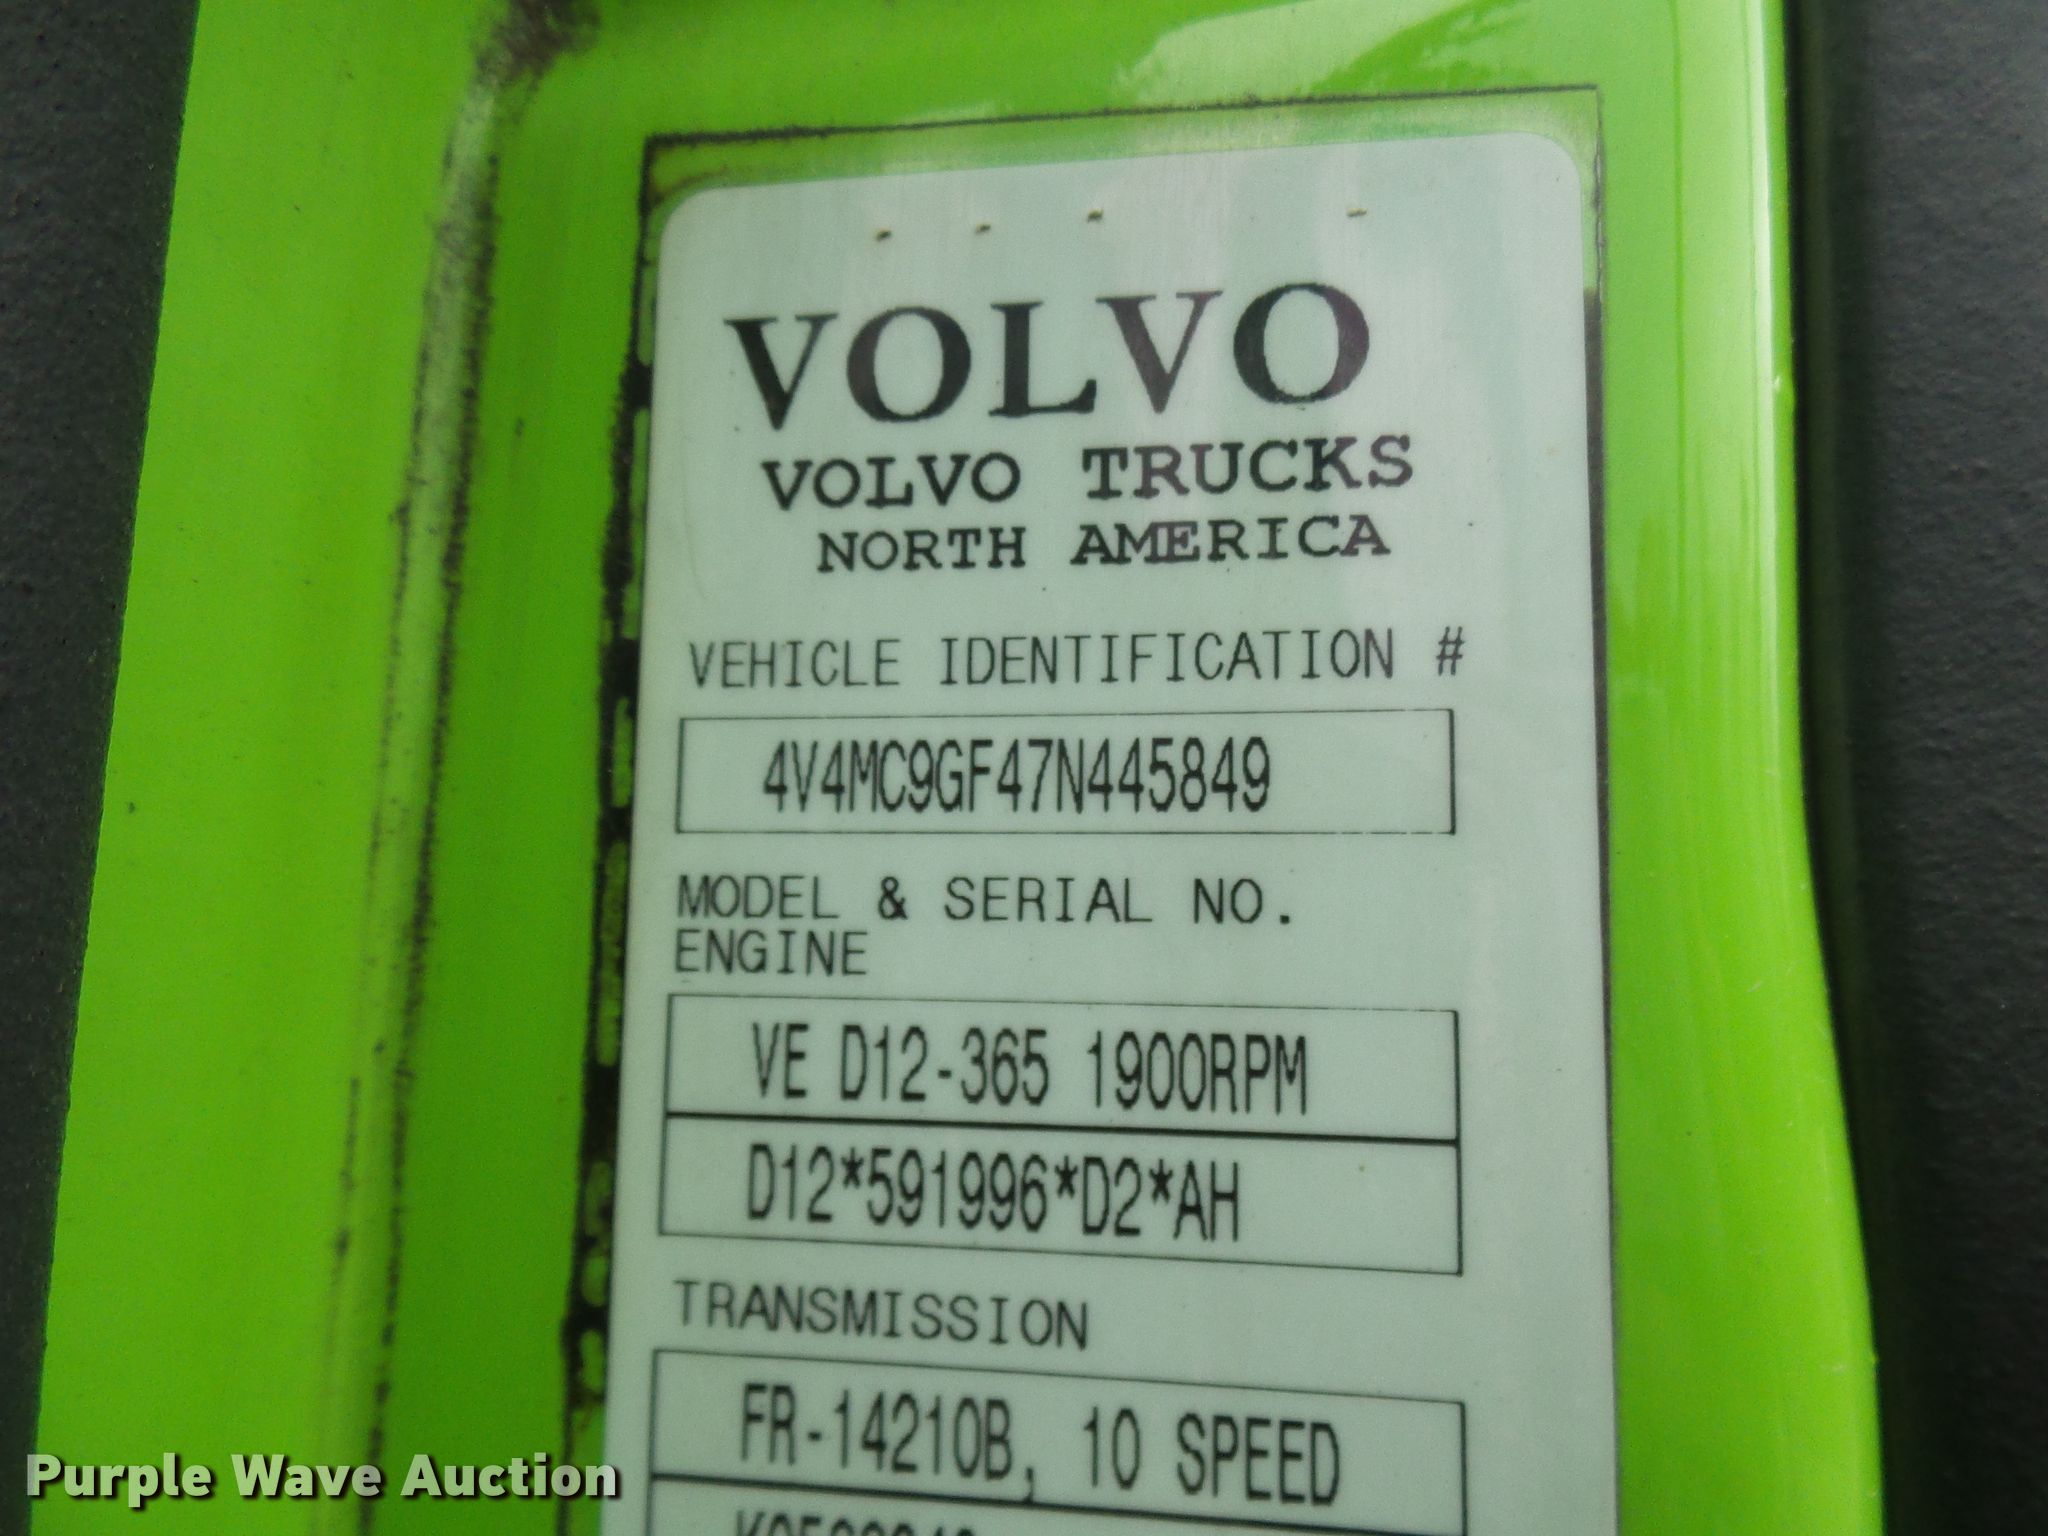 VOLVO
VOLVO TRUCKS
NORTH AMERICA
VEHICLE IDENTIFICATION #
4V4MC9GF47N445849
MODEL & SERIAL NO.
ENGINE
VE D12-365 1900RPM
D12*591996*D2*AH
TRANSMISSION
FR-14210B, 10 SPEED
Purple Wave Auction